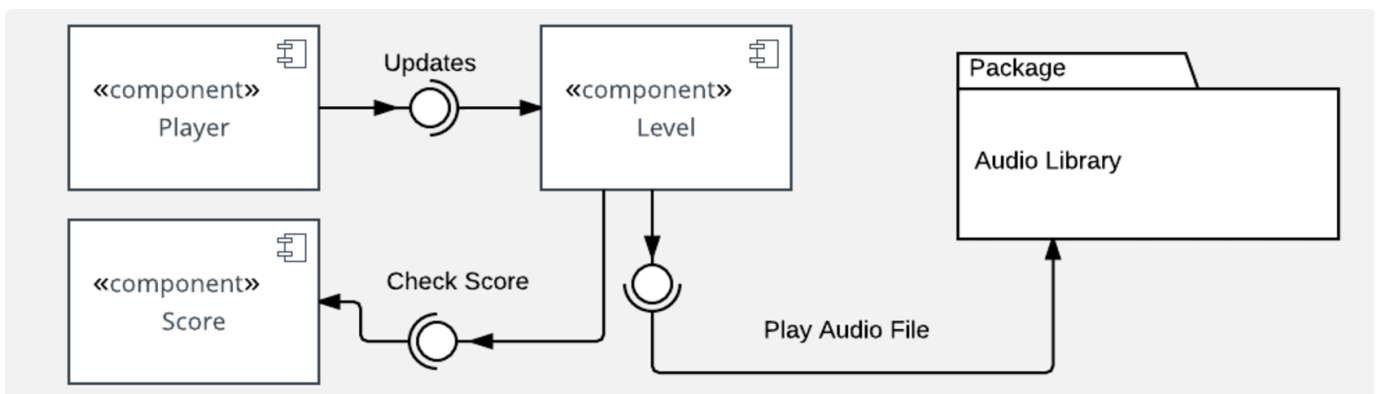 «component»
Player
Updates
«component»
Level
Package
Audio Library
«component»
Score
Check Score
Play Audio File